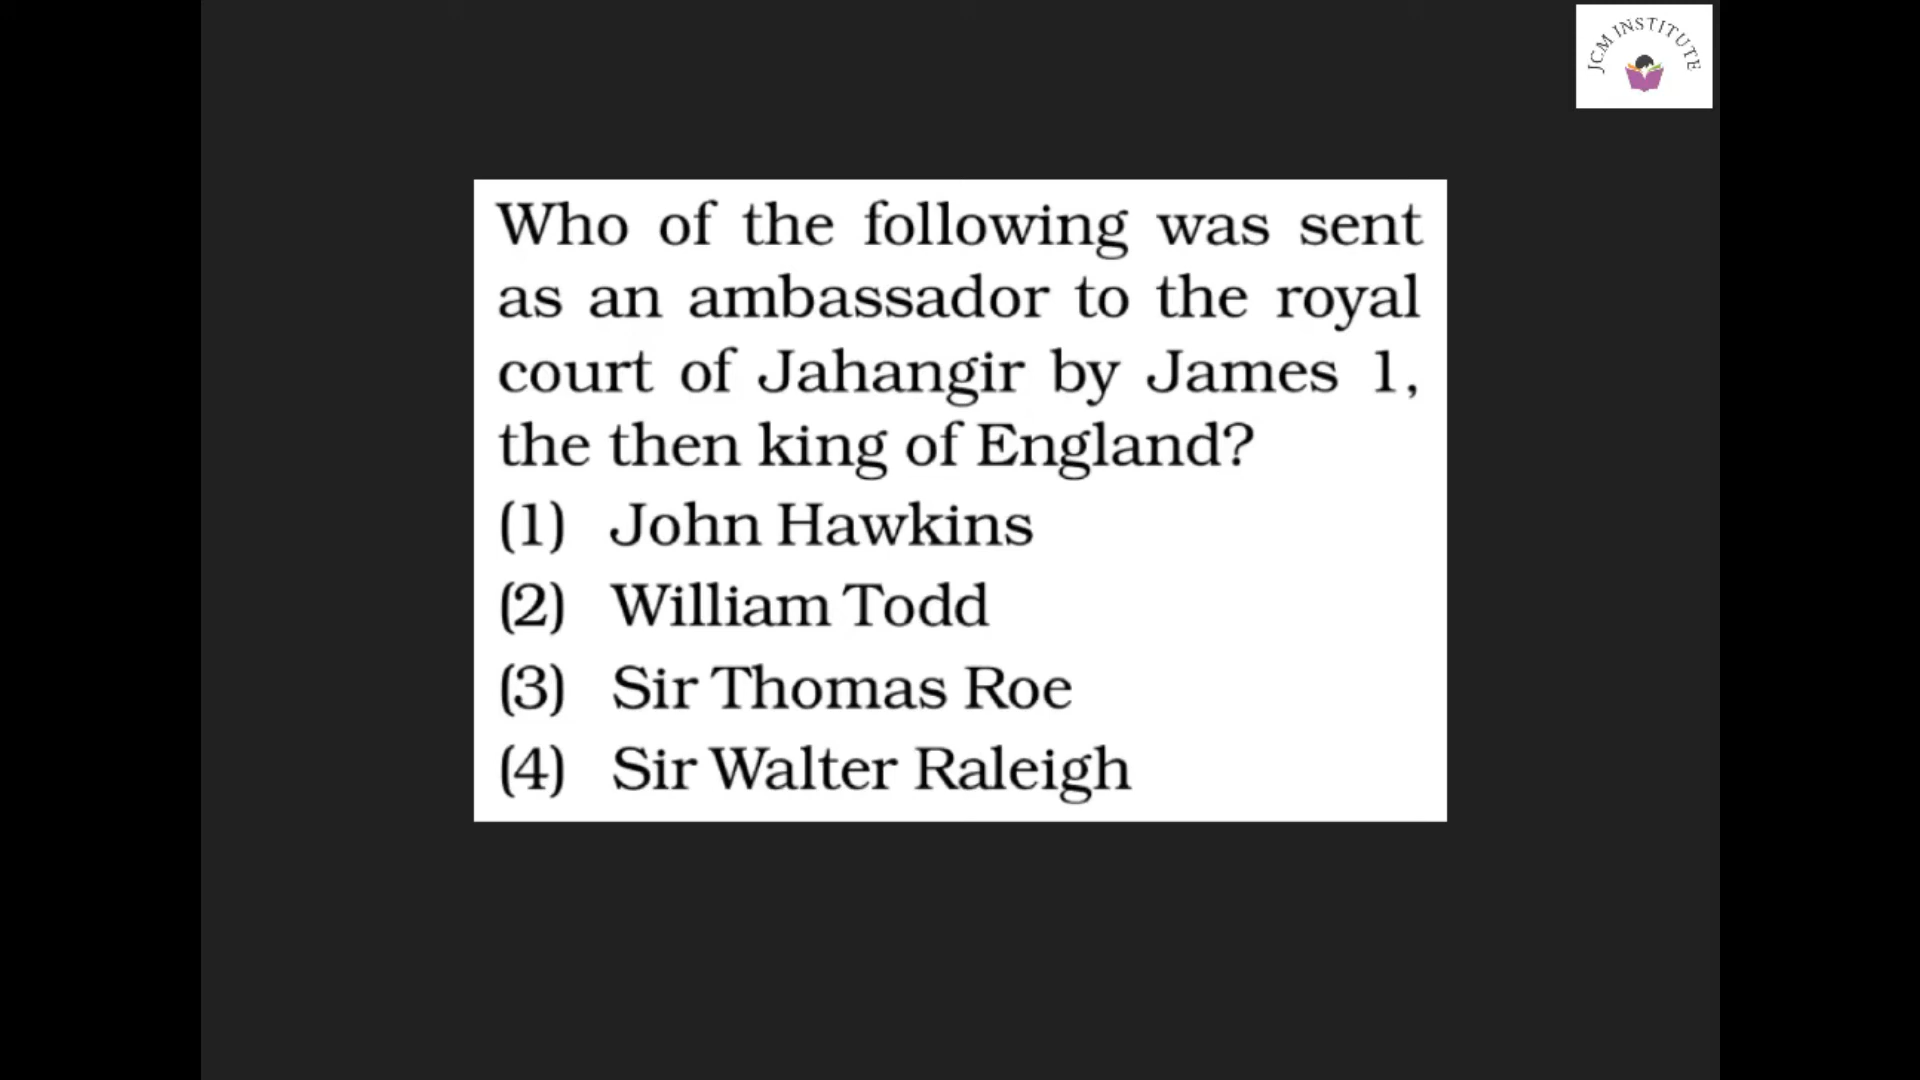 JCM INSTITUTE
Who of the following was sent
as an ambassador to the royal
court of Jahangir by James 1,
the then king of England?
(1) John Hawkins
(2) William Todd
(3) Sir Thomas Roe
(4) Sir Walter Raleigh